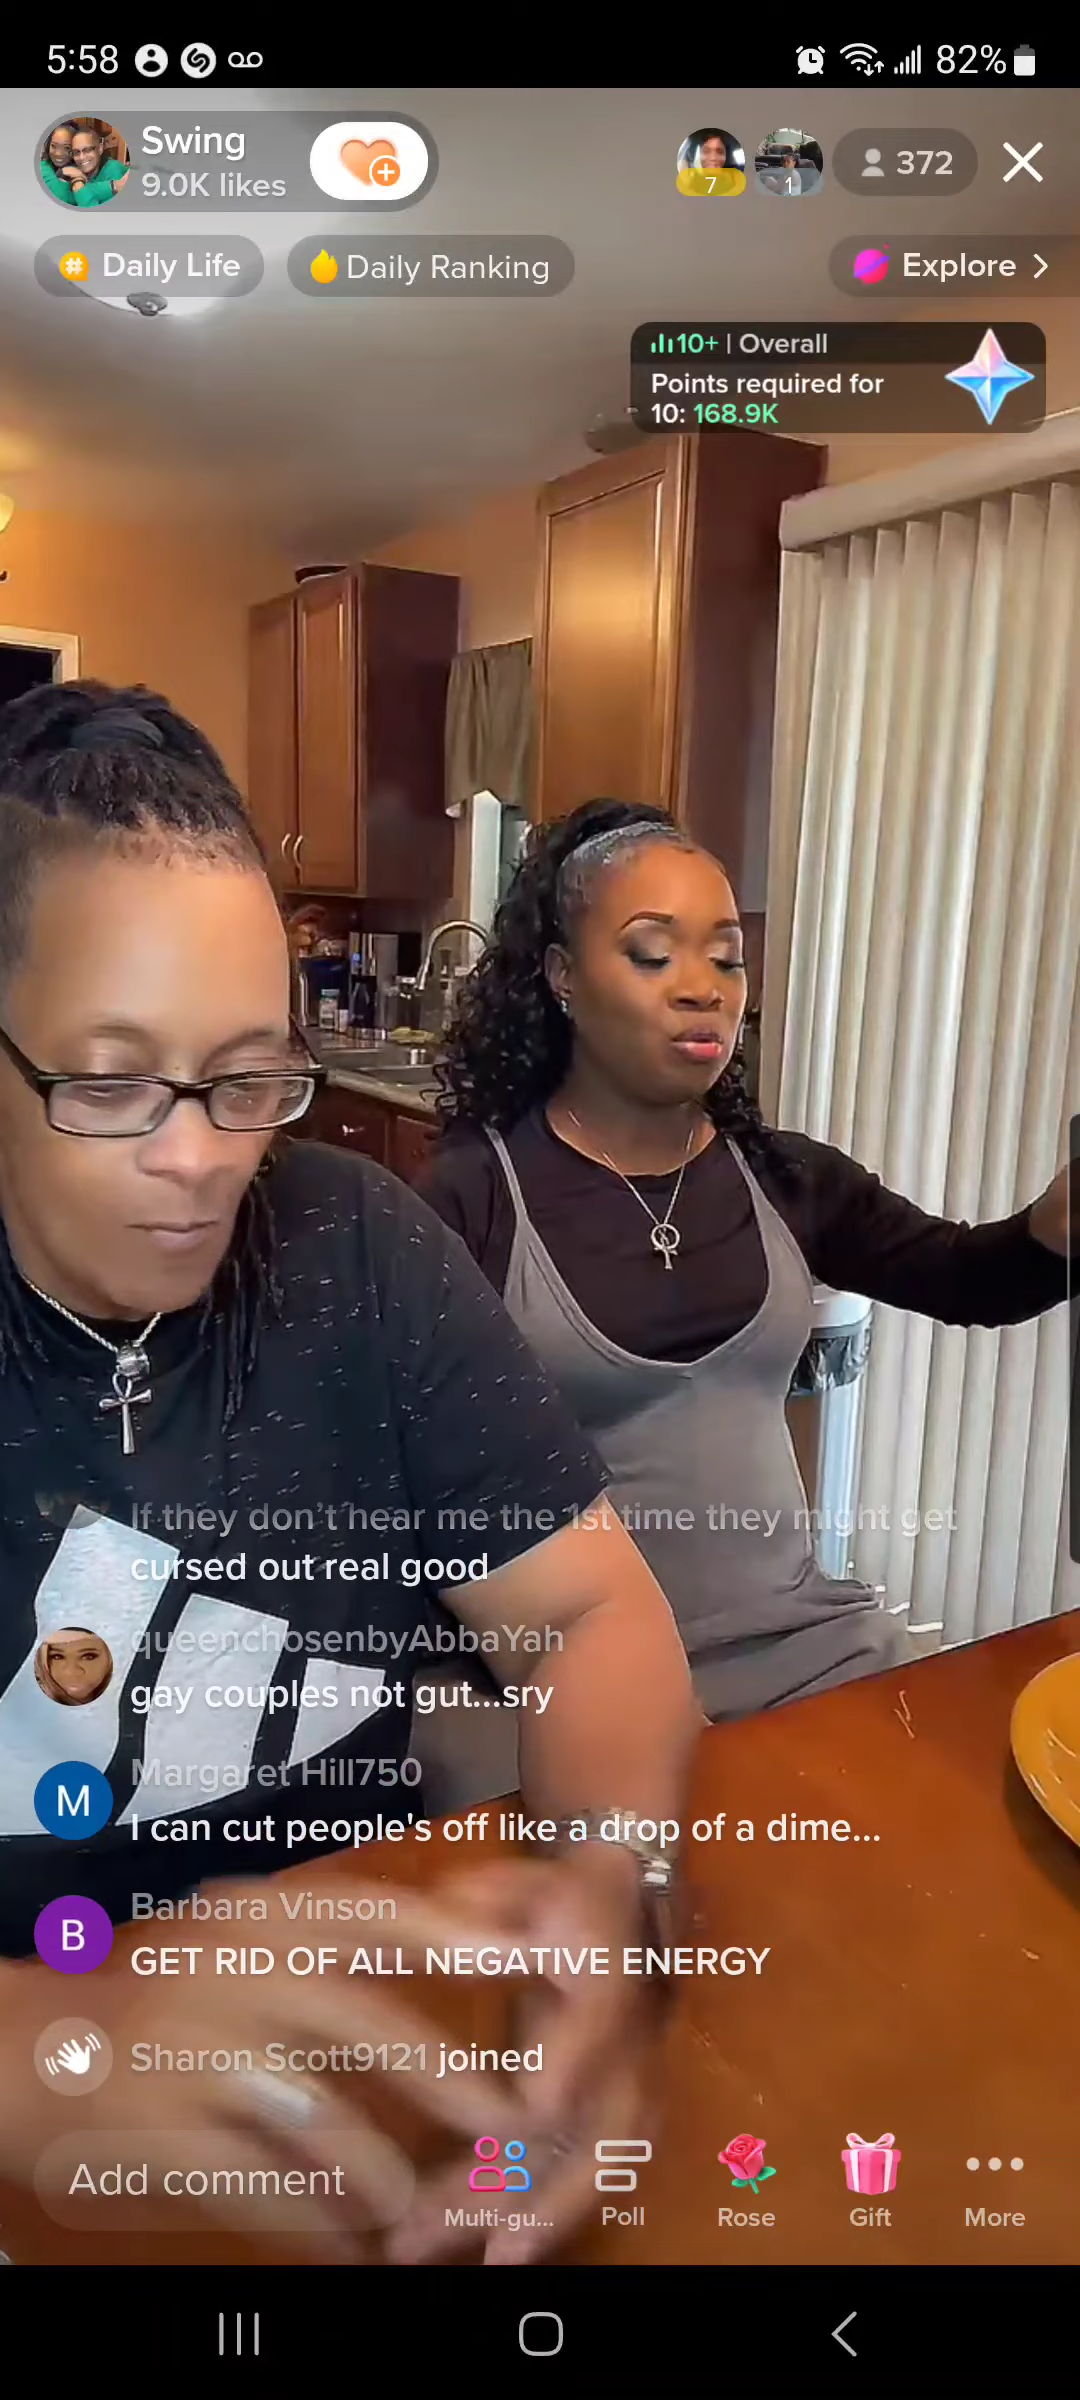 5:58
82%
Swing
9.0K likes
7
1
372
Daily Life
Daily Ranking
Explore >
10+ | Overall
Points required for
10: 168.9K
If they don't hear me the 1st time they might get
cursed out real good
queenchosenbyAbbaYah
gay couples not gut...sry
M
Margaret Hill750
I can cut people's off like a drop of a dime...
B
Barbara Vinson
GET RID OF ALL NEGATIVE ENERGY
Sharon Scott9121 joined
Add comment
Multi-gu...
Poll
Rose
Gift
More